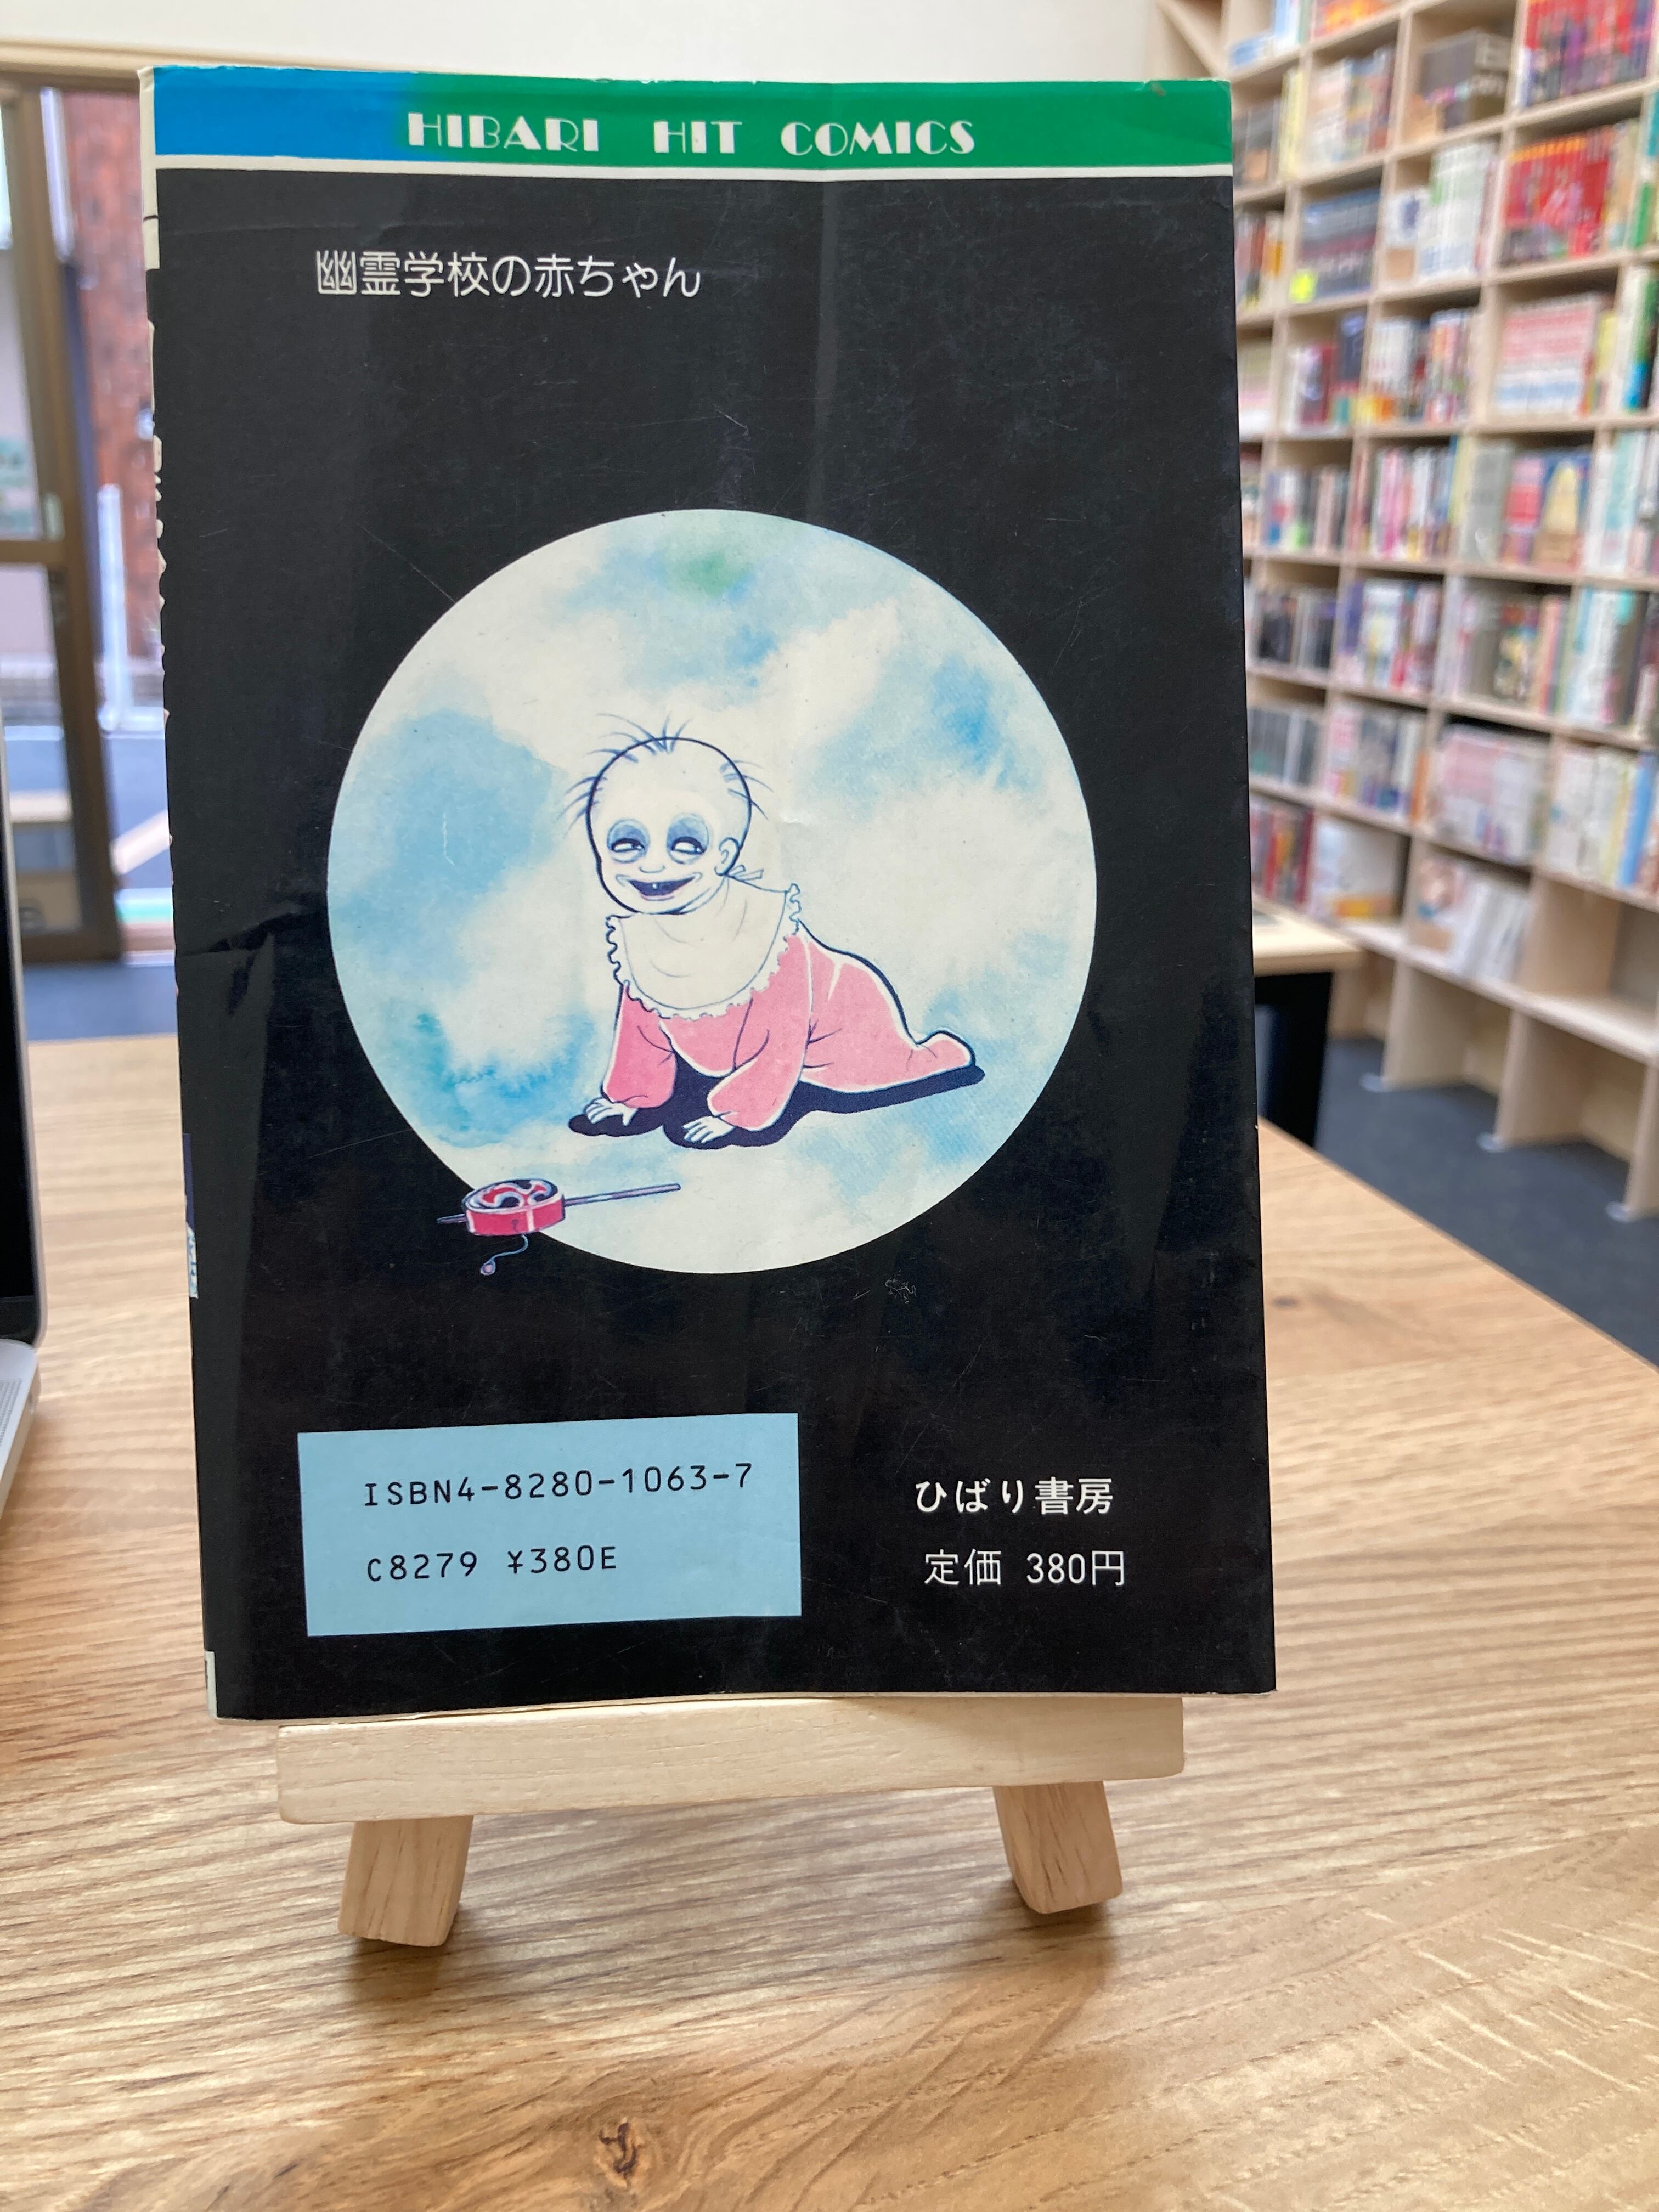 HIBARI HIT COMICS
幽霊学校の赤ちゃん
ISBN4-8280-1063-7
C8279 ¥380E
ひばり書房
定価 380円